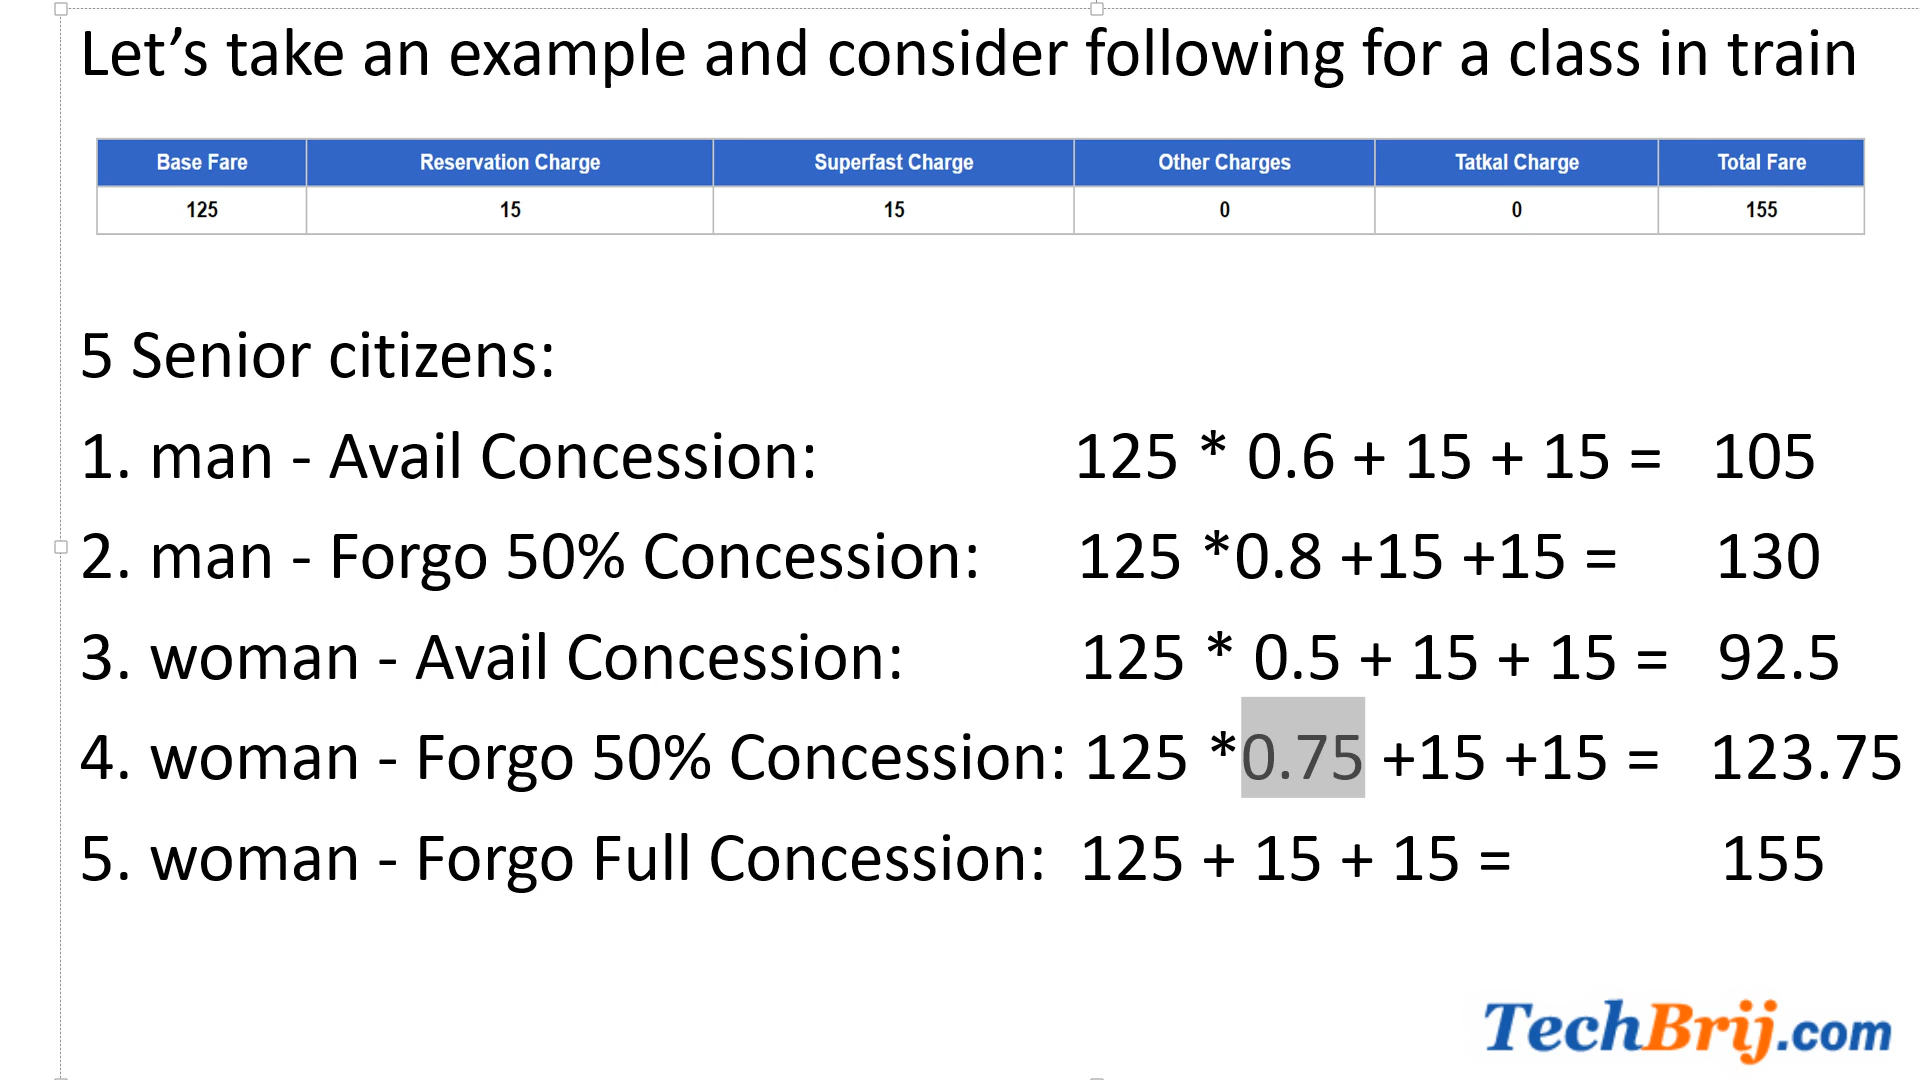 Let’s take an example and consider following for a class in train
Base Fare Reservation Charge Superfast Charge Other Charges Tatkal Charge Total Fare
125 15 15 0 0 155
5 Senior citizens:
1. man - Avail Concession: 125 * 0.6 + 15 + 15 = 105
2. man - Forgo 50% Concession: 125 *0.8 +15 +15 = 130
3. woman - Avail Concession: 125 * 0.5 + 15 + 15 = 92.5
4. woman - Forgo 50% Concession: 125 *0.75 +15 +15 = 123.75
5. woman - Forgo Full Concession: 125 + 15 + 15 = 155
TechBrij.com